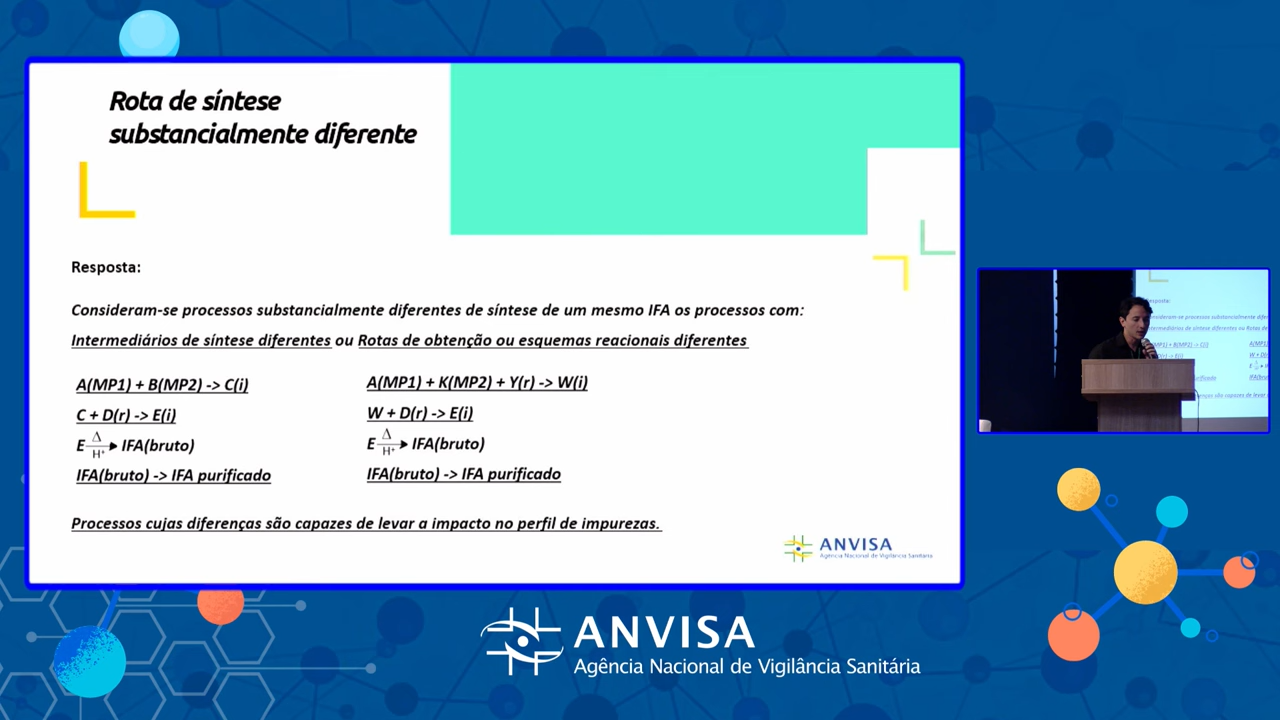 Rota de síntese
substancialmente diferente
Resposta:
Consideram-se processos substancialmente diferentes de síntese de um mesmo IFA os processos com:
Intermediários de síntese diferentes ou Rotas de obtenção ou esquemas reacionais diferentes
A(MP1) + B(MP2) -> C(i)
C + D(r) -> E(i)
E Δ H⁺ IFA(bruto)
IFA(bruto) -> IFA purificado
A(MP1) + K(MP2) + Y(r) -> W(i)
W + D(r) -> E(i)
E Δ H⁺ IFA(bruto)
IFA(bruto) -> IFA purificado
Processos cujas diferenças são capazes de levar a impacto no perfil de impurezas.
ANVISA
Agência Nacional de Vigilância Sanitária
ANVISA
Agência Nacional de Vigilância Sanitária